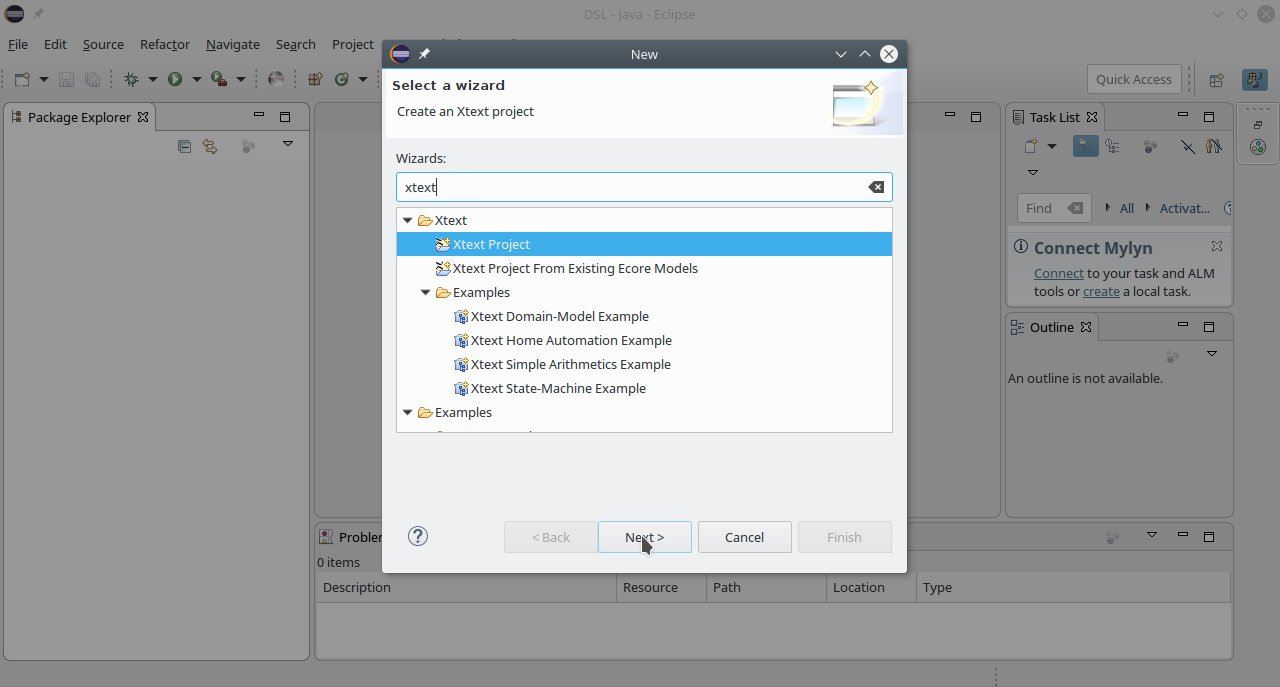 DSL - Java - Eclipse
File Edit Source Refactor Navigate Search Project
Quick Access
Package Explorer
New
Select a wizard
Create an Xtext project
Wizards:
xtext
Xtext
Xtext Project
Xtext Project From Existing Ecore Models
Examples
Xtext Domain-Model Example
Xtext Home Automation Example
Xtext Simple Arithmetics Example
Xtext State-Machine Example
Examples
? < Back Next > Cancel Finish
Task List
Find All Activat...
Connect Mylyn
Connect to your task and ALM
tools or create a local task.
Outline
An outline is not available.
Probler
0 items
Description Resource Path Location Type